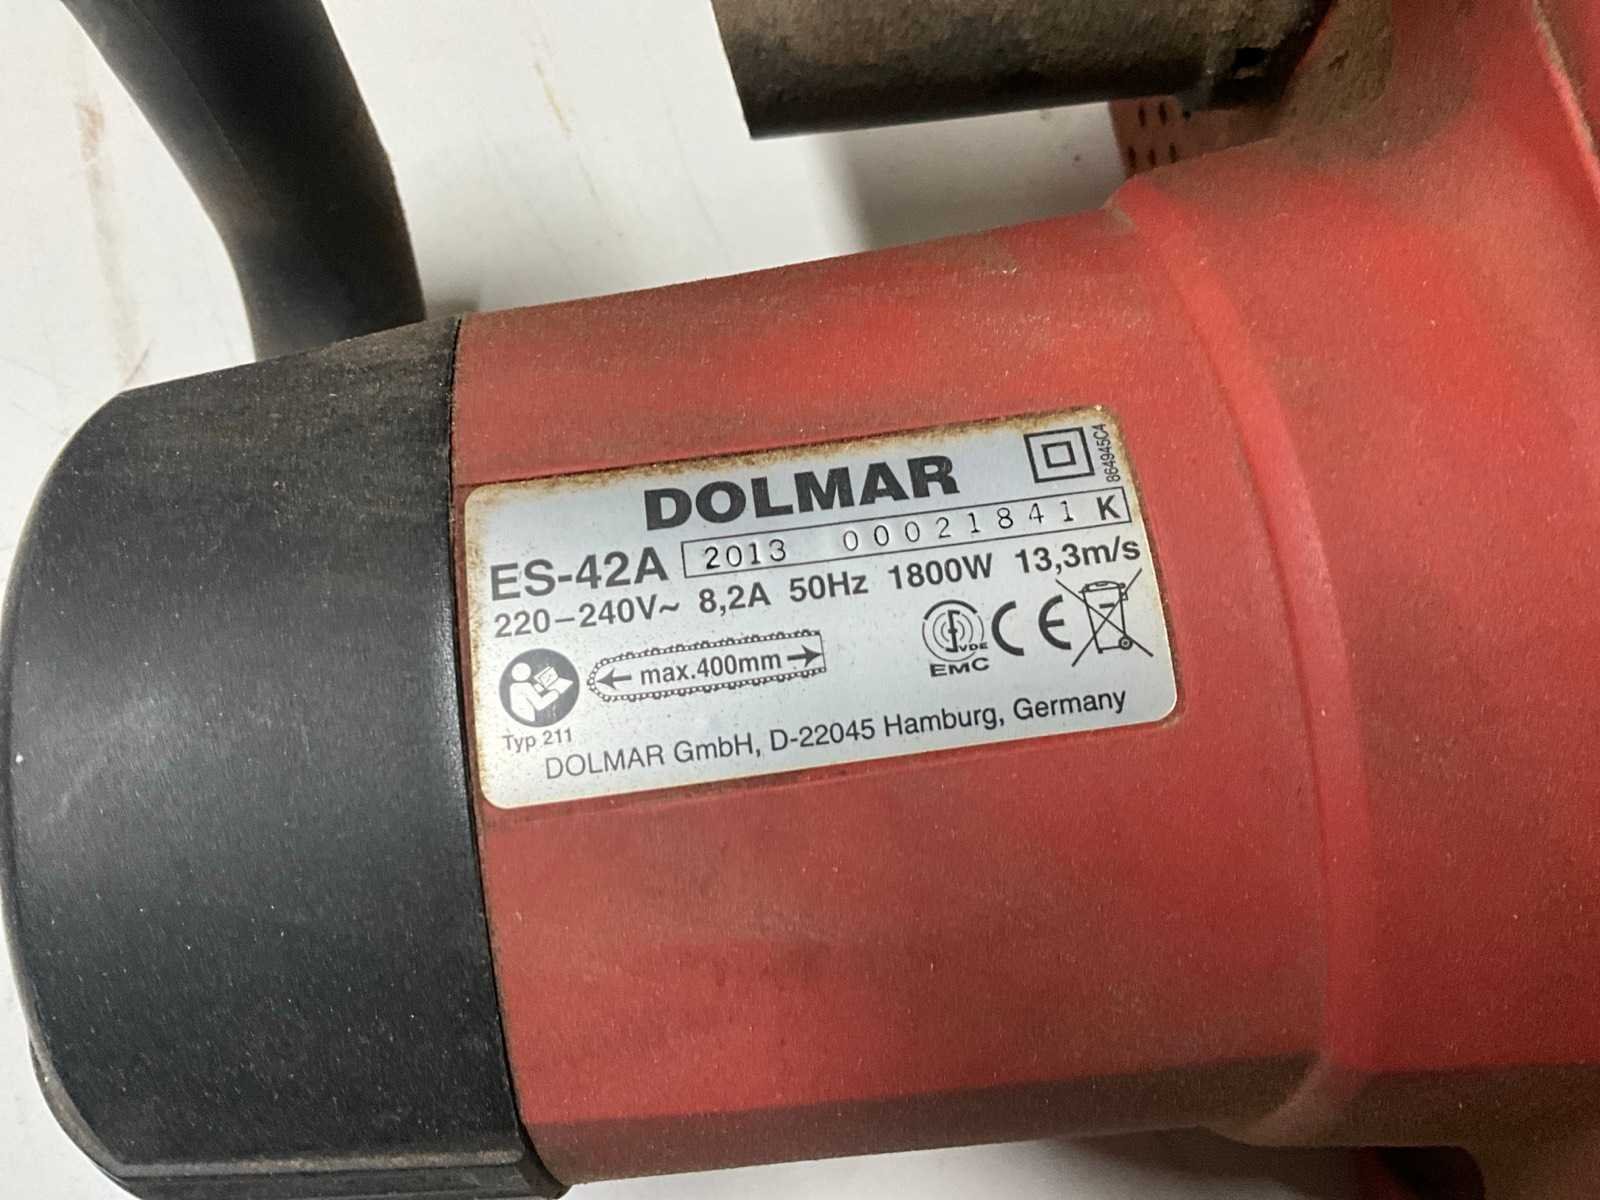 DOLMAR
864945C4
ES-42A 2013 00021841 K
220–240V~ 8,2A 50Hz 1800W 13,3m/s
max.400mm
VDE
EMC
CE
Typ 211
DOLMAR GmbH, D-22045 Hamburg, Germany